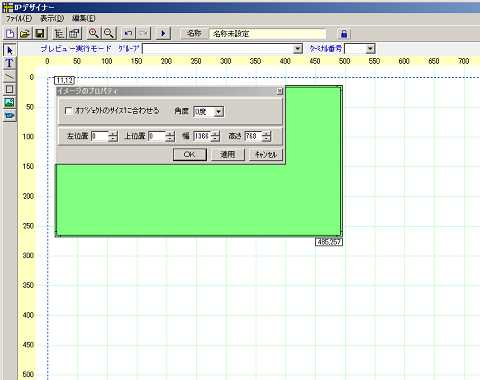 IPデザイナー
ファイル(F) 表示(D) 編集(E)
名称 名称未設定
プレビュー実行モード グループ ターミナル番号
0 50 100 150 200 250 300 350 400 450 500 550 600 650 700
0
50
100
150
200
250
300
350
400
450
500
11,12
イメージのプロパティ
オブジェクトのサイズに合わせる 角度 0度
左位置 0 上位置 0 幅 1366 高さ 768
OK 適用 キャンセル
485,257